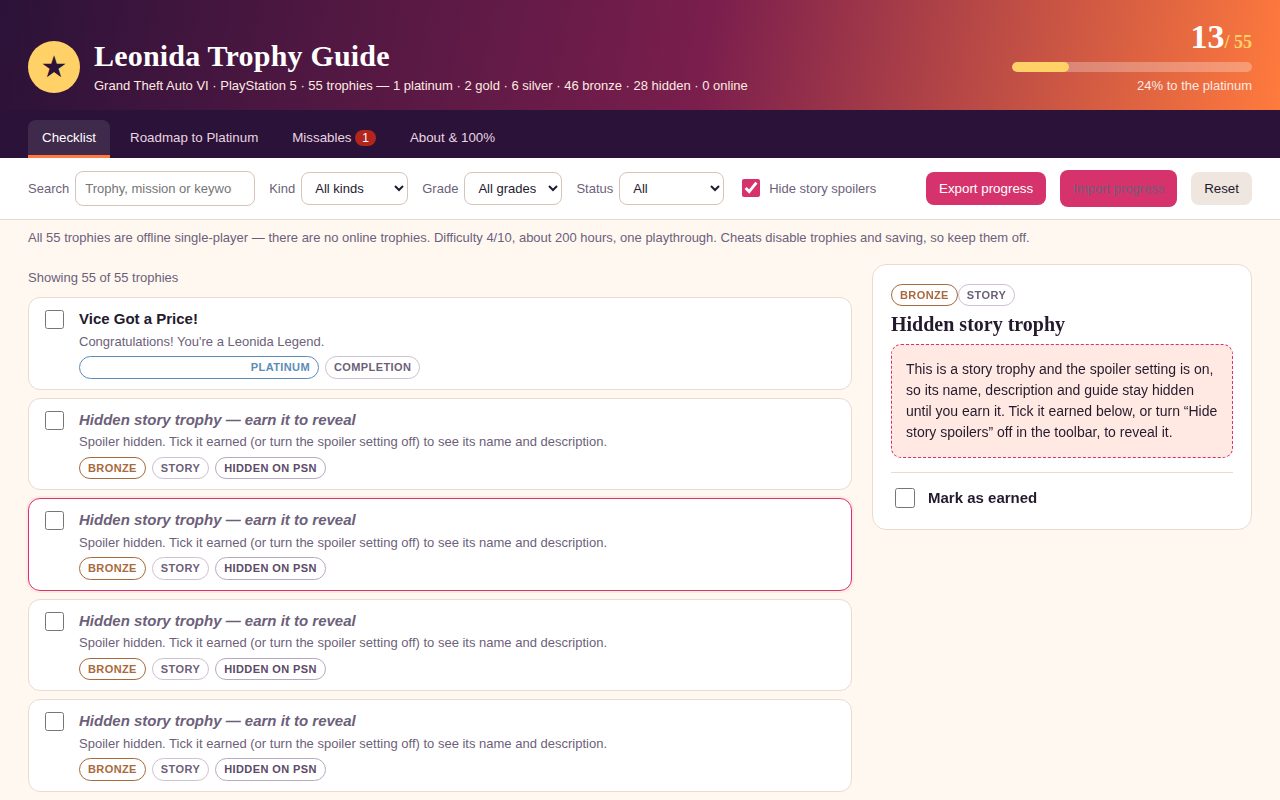 ★ Leonida Trophy Guide
Grand Theft Auto VI · PlayStation 5 · 55 trophies — 1 platinum · 2 gold · 6 silver · 46 bronze · 28 hidden · 0 online
13/ 55
24% to the platinum
Checklist Roadmap to Platinum Missables 1 About & 100%
Search Trophy, mission or keywo Kind All kinds Grade All grades Status All Hide story spoilers Export progress Import progress Reset
All 55 trophies are offline single-player — there are no online trophies. Difficulty 4/10, about 200 hours, one playthrough. Cheats disable trophies and saving, so keep them off.
Showing 55 of 55 trophies
Vice Got a Price!
Congratulations! You're a Leonida Legend.
PLATINUM COMPLETION
Hidden story trophy — earn it to reveal
Spoiler hidden. Tick it earned (or turn the spoiler setting off) to see its name and description.
BRONZE STORY HIDDEN ON PSN
Hidden story trophy — earn it to reveal
Spoiler hidden. Tick it earned (or turn the spoiler setting off) to see its name and description.
BRONZE STORY HIDDEN ON PSN
Hidden story trophy — earn it to reveal
Spoiler hidden. Tick it earned (or turn the spoiler setting off) to see its name and description.
BRONZE STORY HIDDEN ON PSN
Hidden story trophy — earn it to reveal
Spoiler hidden. Tick it earned (or turn the spoiler setting off) to see its name and description.
BRONZE STORY HIDDEN ON PSN
BRONZE STORY
Hidden story trophy
This is a story trophy and the spoiler setting is on,
so its name, description and guide stay hidden
until you earn it. Tick it earned below, or turn “Hide
story spoilers” off in the toolbar, to reveal it.
Mark as earned